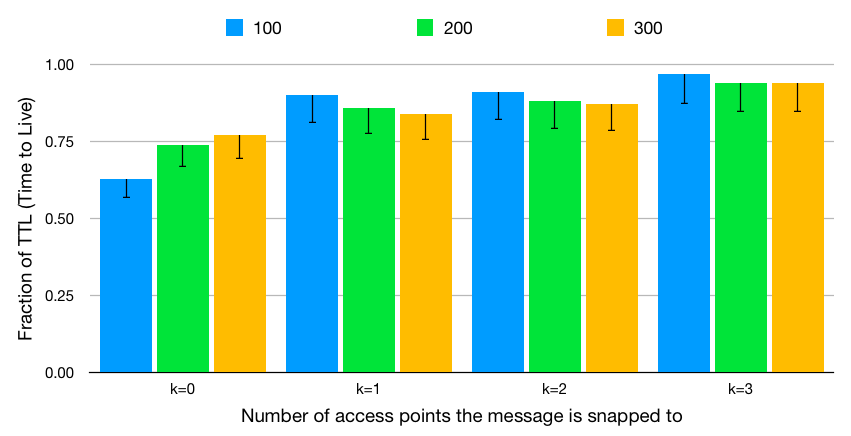 100 200 300
Fraction of TTL (Time to Live)
1.00
0.75
0.50
0.25
0.00
k=0 k=1 k=2 k=3
Number of access points the message is snapped to